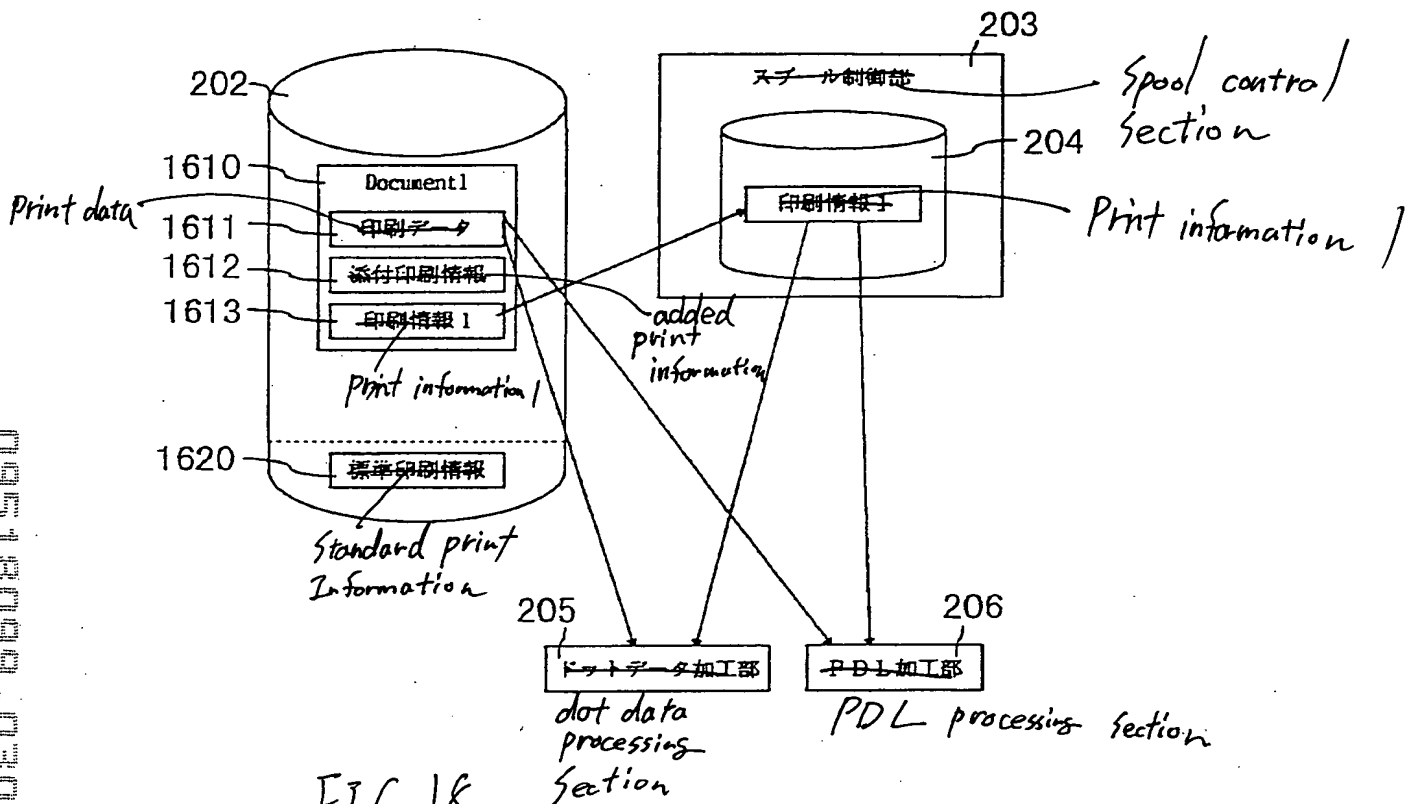 203
スプール制御部
Spool control
section
202
204
1610
Document1
印刷情報1
Print information 1
Print data
1611
印刷データ
1612
添付印刷情報
1613
印刷情報1
added
print
information
Print information 1
1620
標準印刷情報
Standard print
Information
205
206
ドットデータ加工部
PDL加工部
dot data
processing
section
PDL processing section
FIG. 18